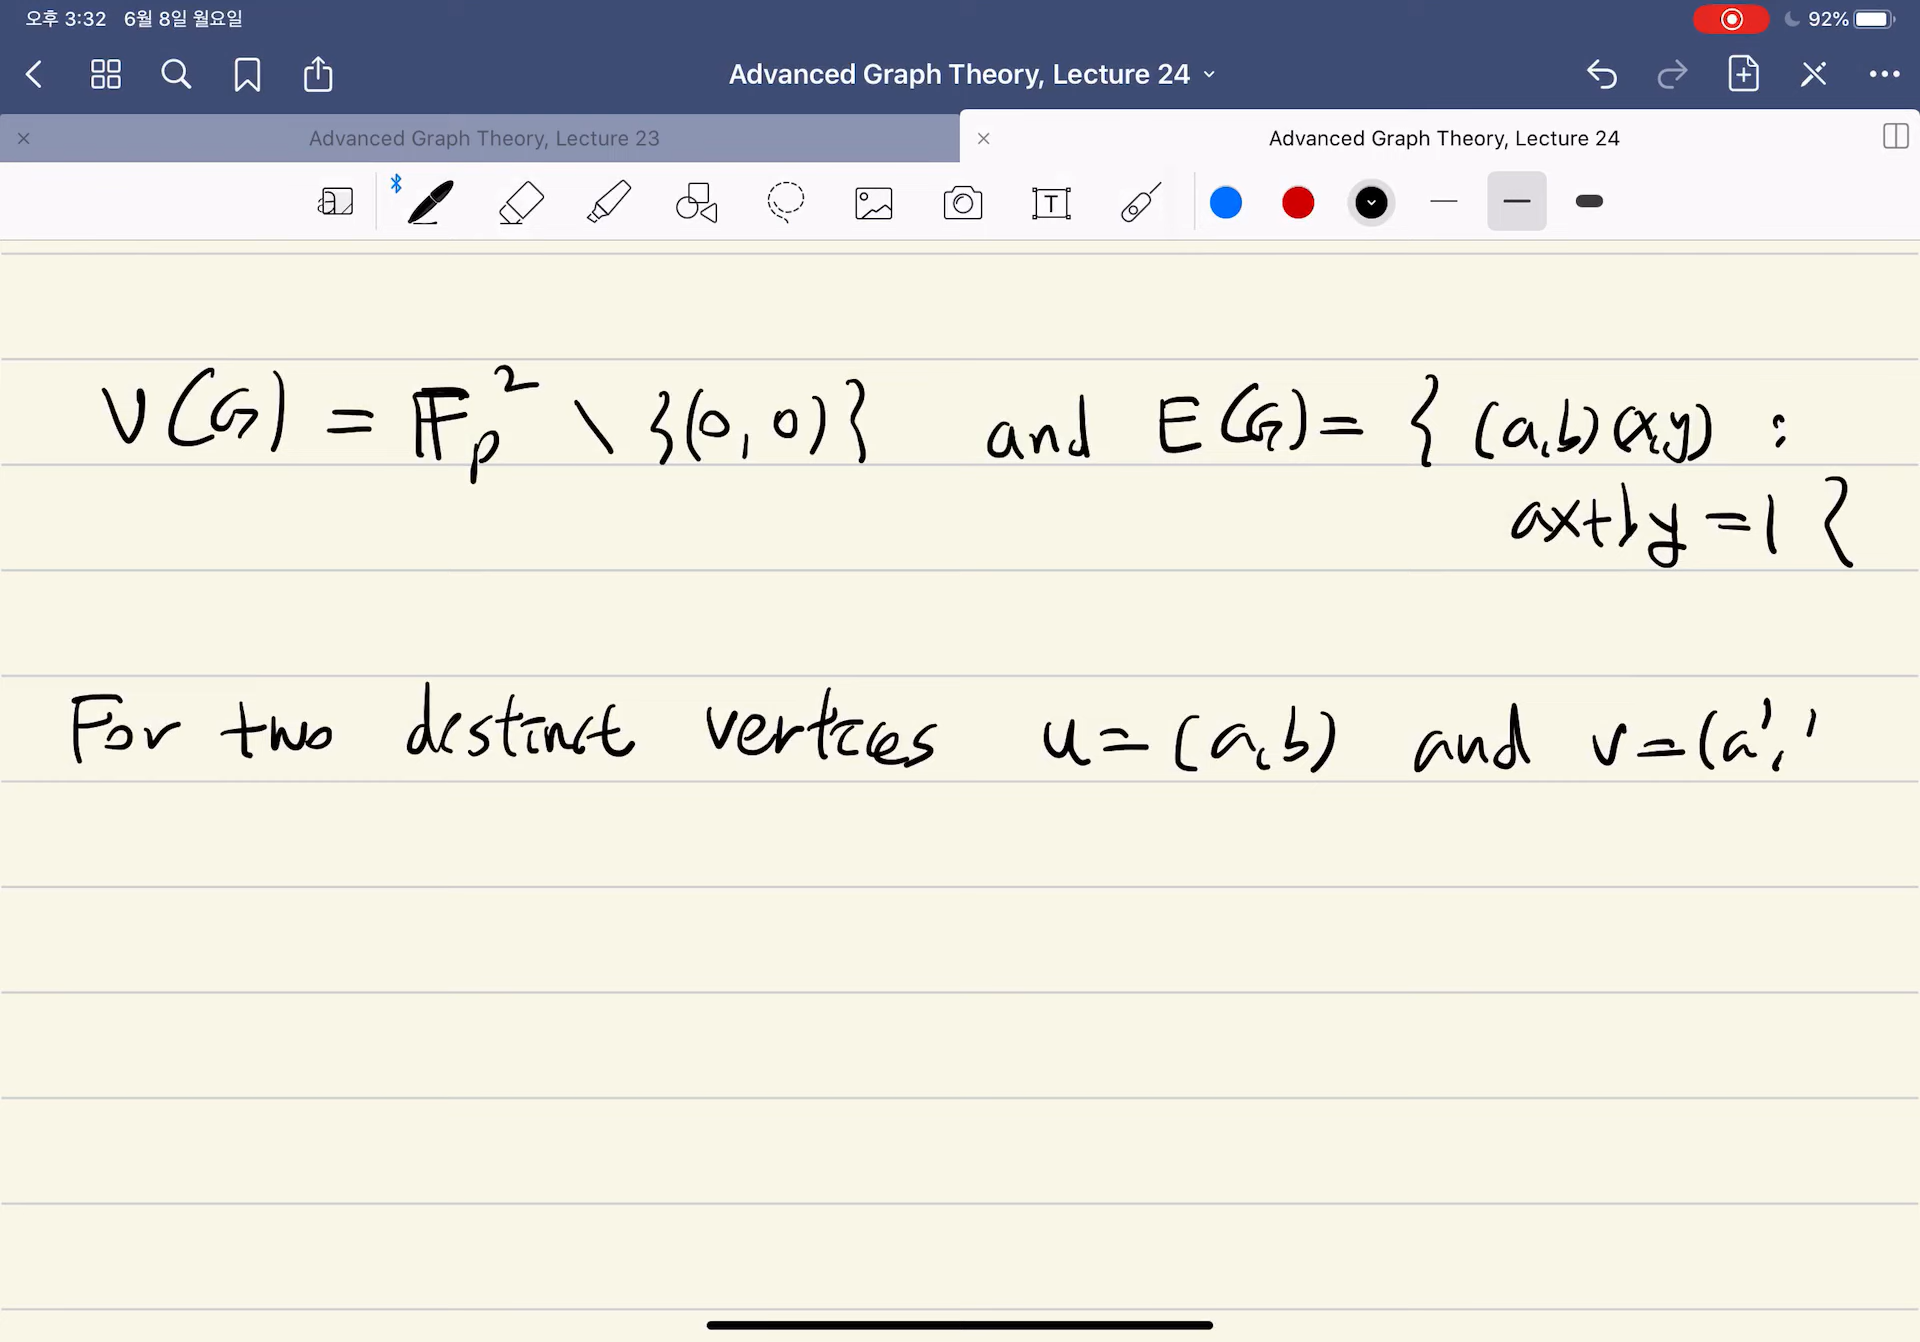 오후 3:32 6월 8일 월요일 92%
Advanced Graph Theory, Lecture 24
Advanced Graph Theory, Lecture 23 Advanced Graph Theory, Lecture 24
V(G) = 𝔽ₚ² \ {(0,0)} and E(G) = { (a,b)(x,y) :
ax+by=1 }
For two distinct vertices u=(a,b) and v=(a','